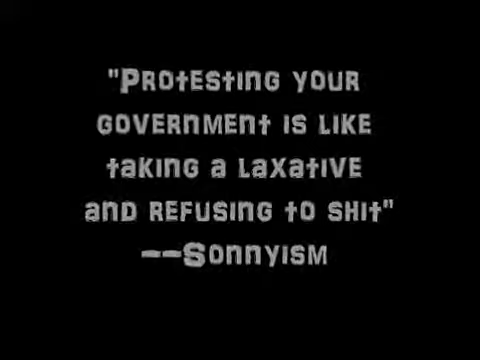 "Protesting your
government is like
taking a laxative
and refusing to shit"
--Sonnyism